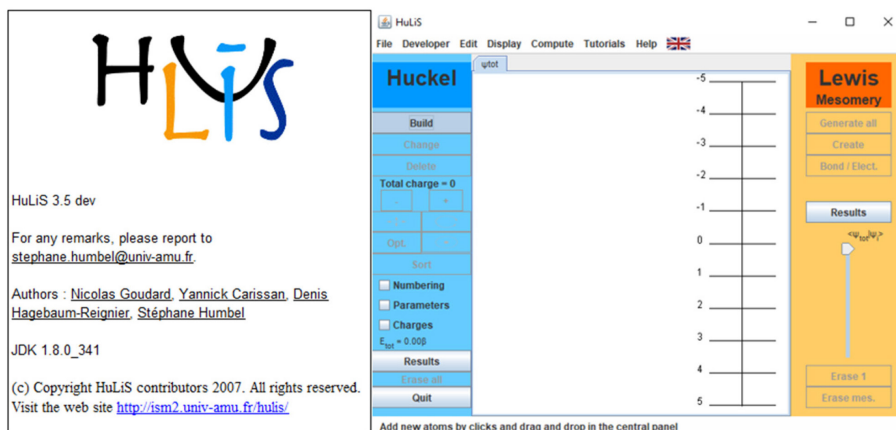 HULiS
HuLiS 3.5 dev
For any remarks, please report to
stephane.humbel@univ-amu.fr.
Authors : Nicolas Goudard, Yannick Carissan, Denis
Hagebaum-Reignier, Stéphane Humbel
JDK 1.8.0_341
(c) Copyright HuLiS contributors 2007. All rights reserved.
Visit the web site http://ism2.univ-amu.fr/hulis/
HuLiS
File Developer Edit Display Compute Tutorials Help
Huckel
Build
Change
Delete
Total charge = 0
- +
Opt.
Sort
Numbering
Parameters
Charges
Etot = 0.00β
Results
Erase all
Quit
ψtot
-5
-4
-3
-2
-1
0
1
2
3
4
5
Lewis
Mesomery
Generate all
Create
Bond / Elect.
Results
<Ψtot|Ψi>
Erase 1
Erase mes.
Add new atoms by clicks and drag and drop in the central panel